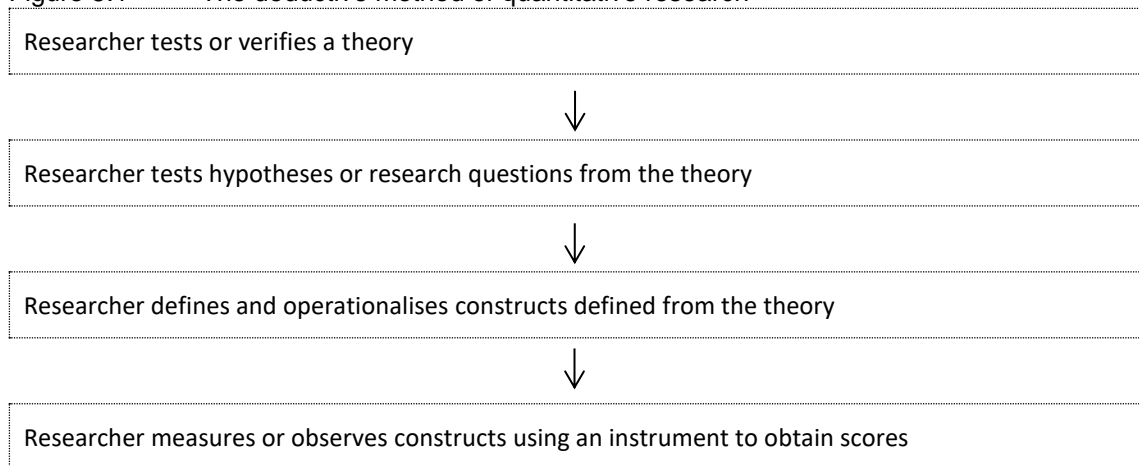 The deductive method of quantitative research
Researcher tests or verifies a theory
Researcher tests hypotheses or research questions from the theory
Researcher defines and operationalises constructs defined from the theory
Researcher measures or observes constructs using an instrument to obtain scores